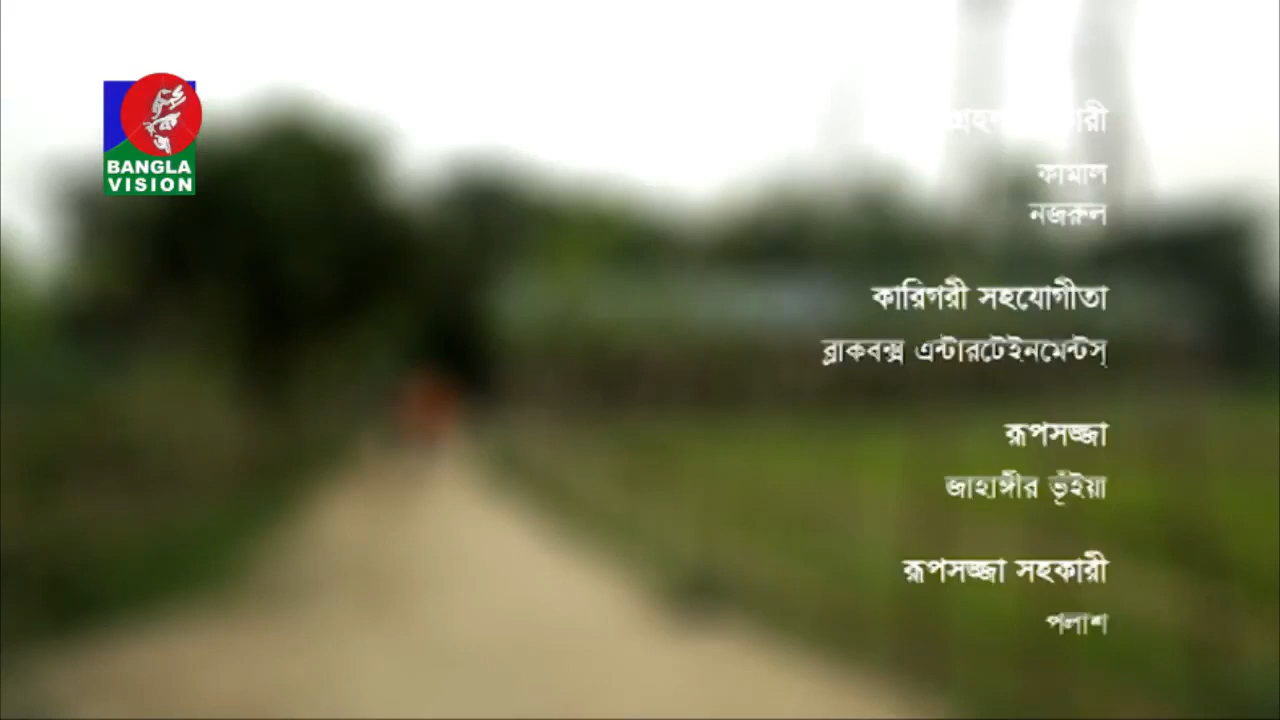 BANGLA
VISION
কামাল
নজরুল
কারিগরী সহযোগীতা
ব্লাকবক্স এন্টারটেইনমেন্টস্
রূপসজ্জা
জাহাঙ্গীর ভূঁইয়া
রূপসজ্জা সহকারী
পলাশ